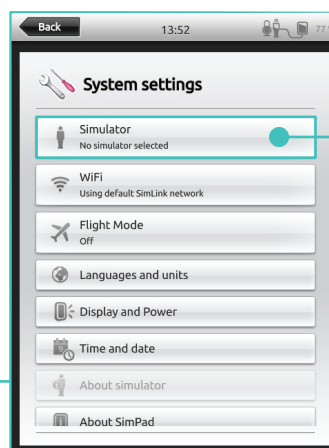 Back
13:52
77
System settings
Simulator
No simulator selected
WiFi
Using default SimLink network
Flight Mode
Off
Languages and units
Display and Power
Time and date
About simulator
About SimPad